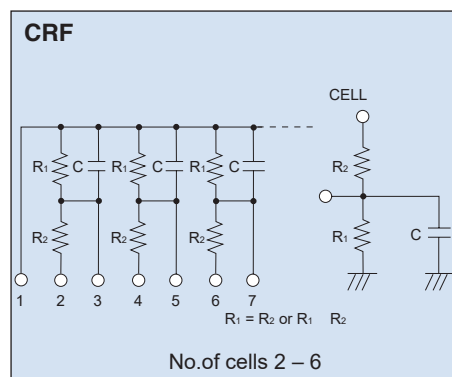 CRF
CELL
R1 C R1 C R1 C
R2
R2 R2 R2
R1 C
1 2 3 4 5 6 7
R1 = R2 or R1 R2
No.of cells 2 – 6